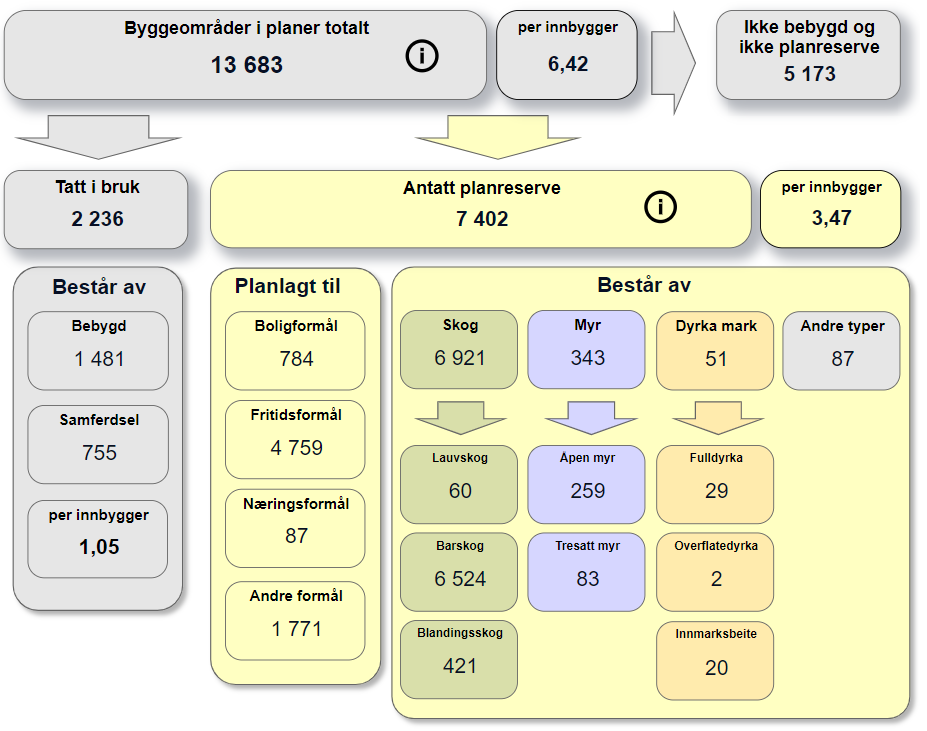 Byggeområder i planer totalt
13 683
per innbygger
6,42
Ikke bebygd og
ikke planreserve
5 173
Tatt i bruk
2 236
Antatt planreserve
7 402
per innbygger
3,47
Består av
Bebygd
1 481
Samferdsel
755
per innbygger
1,05
Planlagt til
Boligformål
784
Fritidsformål
4 759
Næringsformål
87
Andre formål
1 771
Består av
Skog
6 921
Myr
343
Dyrka mark
51
Andre typer
87
Lauvskog
60
Åpen myr
259
Fulldyrka
29
Barskog
6 524
Tresatt myr
83
Overflatedyrka
2
Blandingsskog
421
Innmarksbeite
20